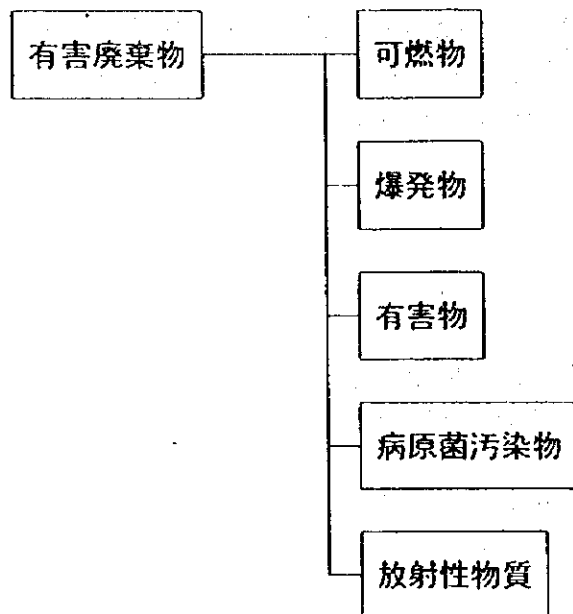 有害廃棄物
可燃物
爆発物
有害物
病原菌汚染物
放射性物質